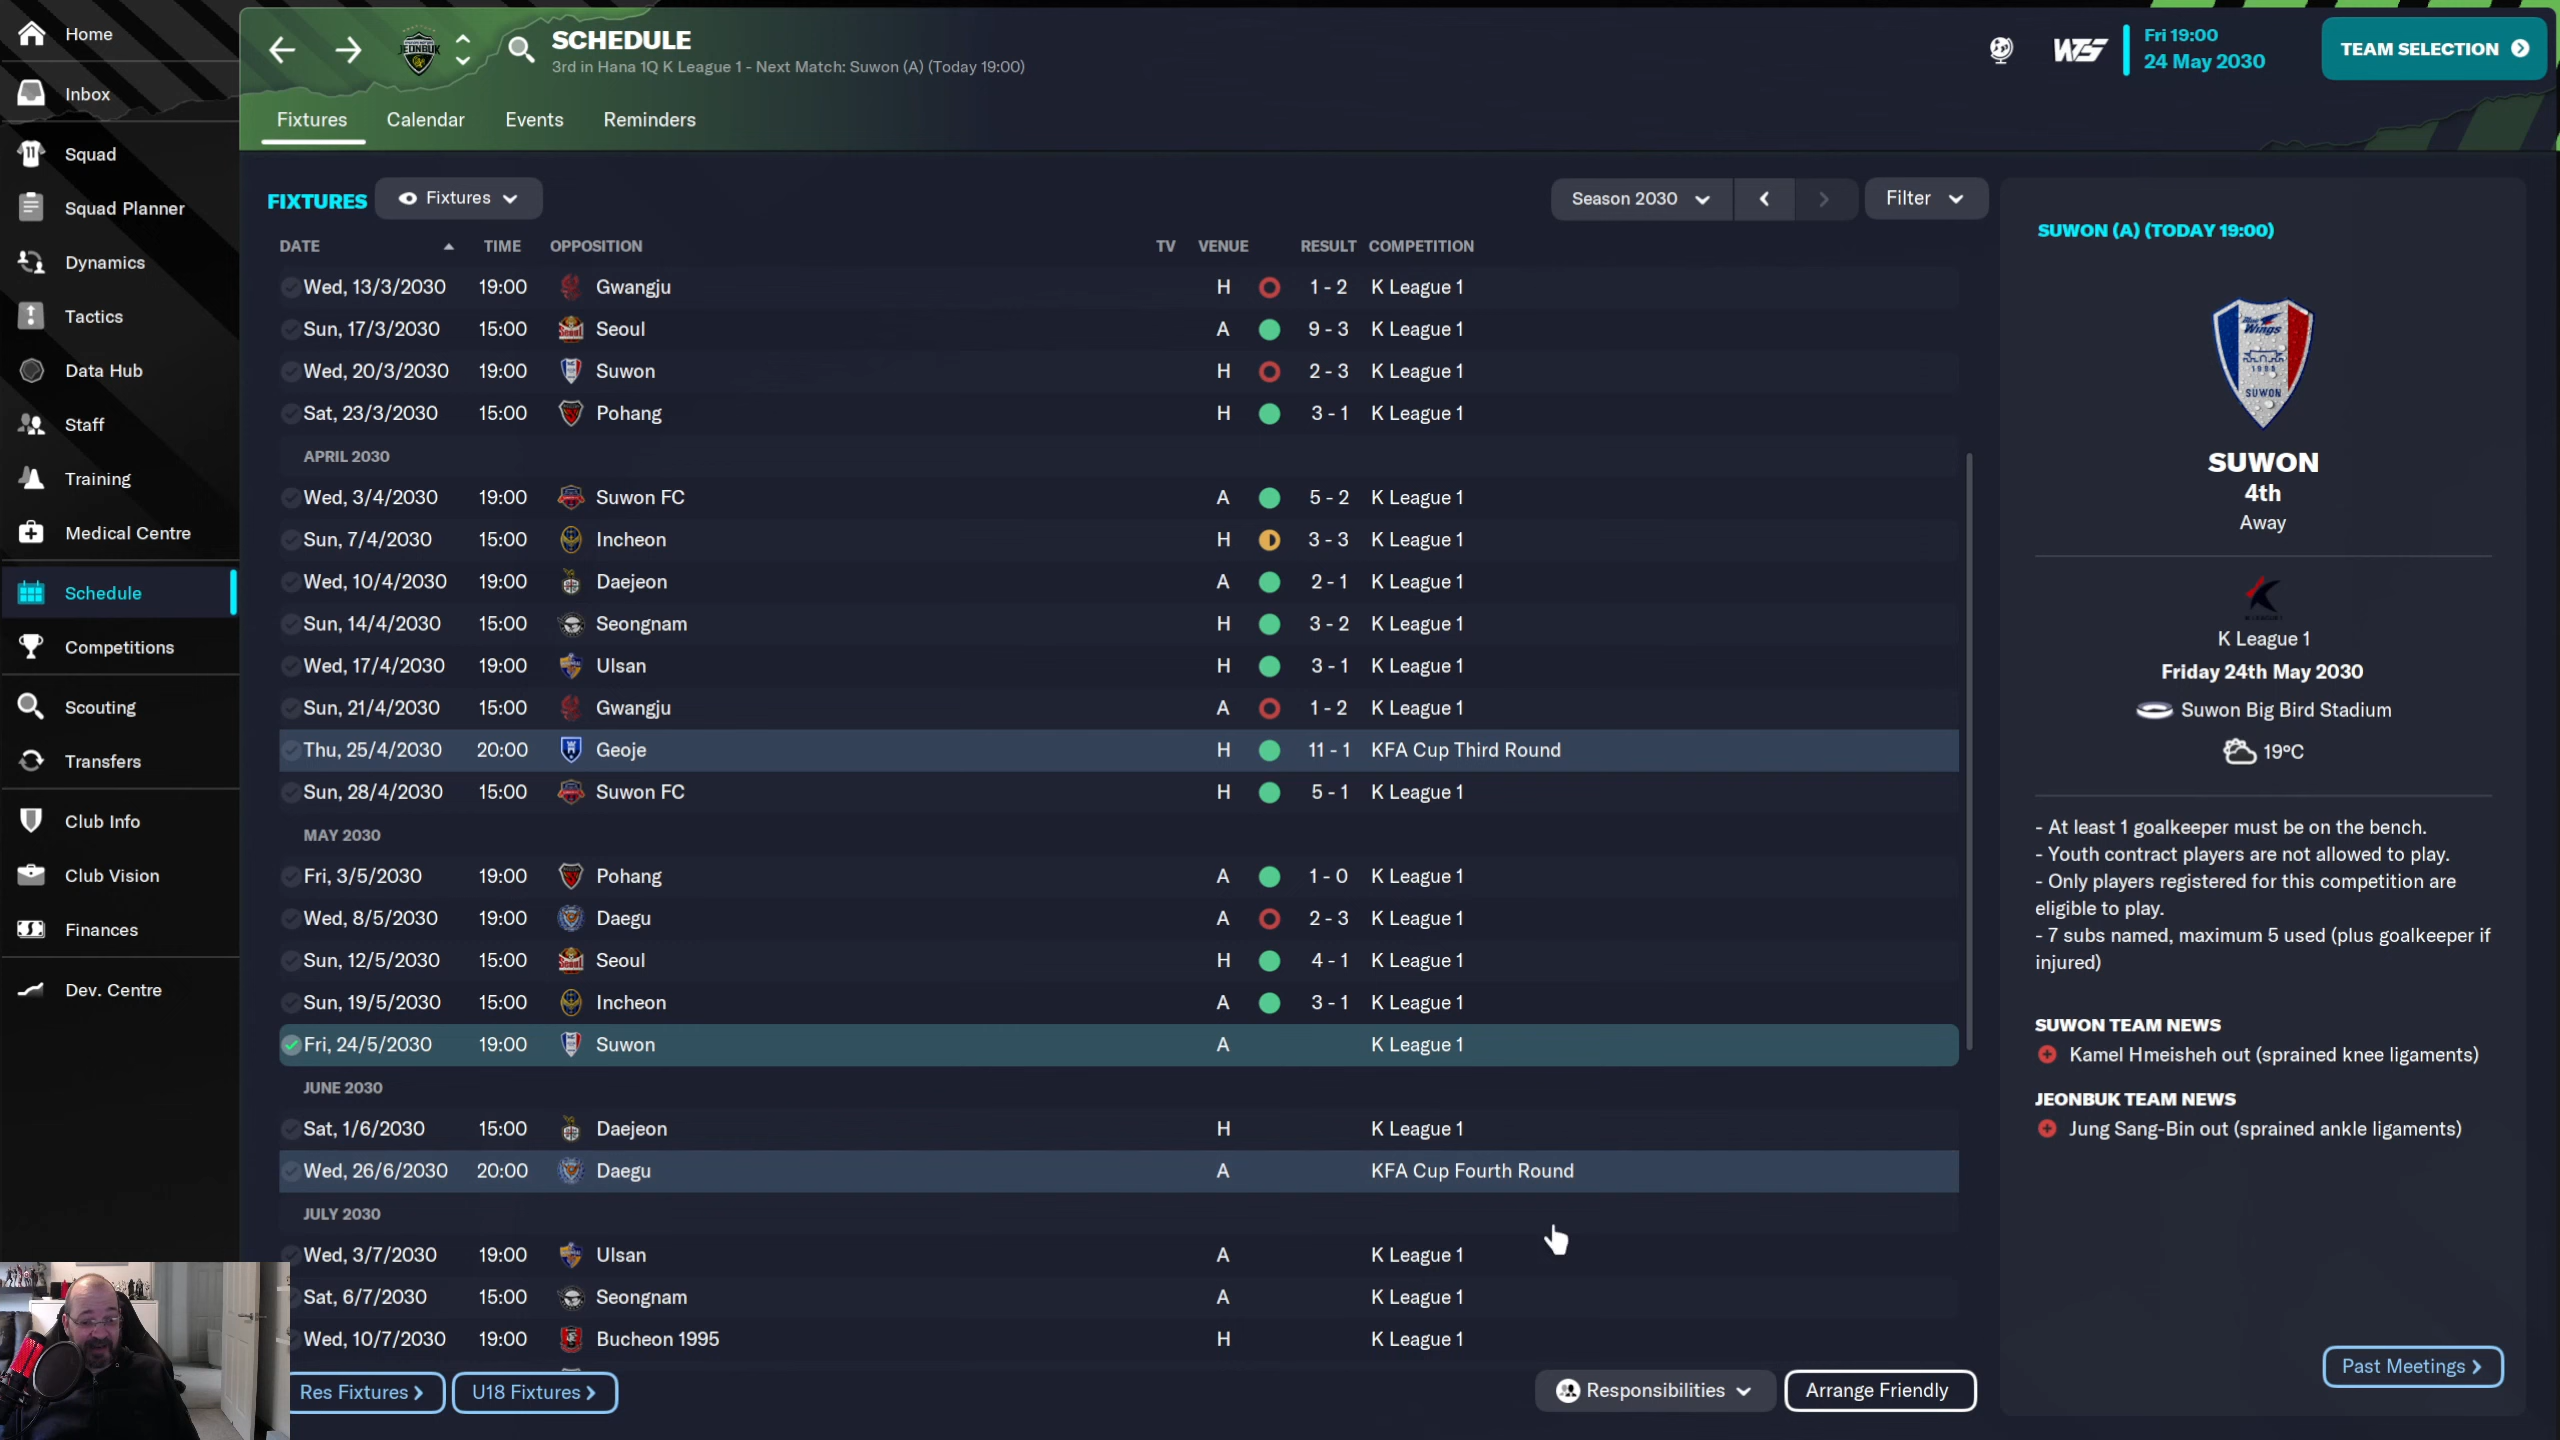 Home
Inbox
Squad
Squad Planner
Dynamics
Tactics
Data Hub
Staff
Training
Medical Centre
Schedule
Competitions
Scouting
Transfers
Club Info
Club Vision
Finances
Dev. Centre
JEONBUK
SCHEDULE
3rd in Hana 1Q K League 1 - Next Match: Suwon (A) (Today 19:00)
Fri 19:00
24 May 2030
TEAM SELECTION
Fixtures Calendar Events Reminders
FIXTURES Fixtures Season 2030 Filter
DATE TIME OPPOSITION TV VENUE RESULT COMPETITION
Wed, 13/3/2030 19:00 Gwangju H 1 - 2 K League 1
Sun, 17/3/2030 15:00 Seoul A 9 - 3 K League 1
Wed, 20/3/2030 19:00 Suwon H 2 - 3 K League 1
Sat, 23/3/2030 15:00 Pohang H 3 - 1 K League 1
APRIL 2030
Wed, 3/4/2030 19:00 Suwon FC A 5 - 2 K League 1
Sun, 7/4/2030 15:00 Incheon H 3 - 3 K League 1
Wed, 10/4/2030 19:00 Daejeon A 2 - 1 K League 1
Sun, 14/4/2030 15:00 Seongnam H 3 - 2 K League 1
Wed, 17/4/2030 19:00 Ulsan H 3 - 1 K League 1
Sun, 21/4/2030 15:00 Gwangju A 1 - 2 K League 1
Thu, 25/4/2030 20:00 Geoje H 11 - 1 KFA Cup Third Round
Sun, 28/4/2030 15:00 Suwon FC H 5 - 1 K League 1
MAY 2030
Fri, 3/5/2030 19:00 Pohang A 1 - 0 K League 1
Wed, 8/5/2030 19:00 Daegu A 2 - 3 K League 1
Sun, 12/5/2030 15:00 Seoul H 4 - 1 K League 1
Sun, 19/5/2030 15:00 Incheon A 3 - 1 K League 1
Fri, 24/5/2030 19:00 Suwon A K League 1
JUNE 2030
Sat, 1/6/2030 15:00 Daejeon H K League 1
Wed, 26/6/2030 20:00 Daegu A KFA Cup Fourth Round
JULY 2030
Wed, 3/7/2030 19:00 Ulsan A K League 1
Sat, 6/7/2030 15:00 Seongnam A K League 1
Wed, 10/7/2030 19:00 Bucheon 1995 H K League 1
Res Fixtures U18 Fixtures Responsibilities Arrange Friendly
SUWON (A) (TODAY 19:00)
Wings
SUWON
SUWON
4th
Away
K League 1
Friday 24th May 2030
Suwon Big Bird Stadium
19°C
- At least 1 goalkeeper must be on the bench.
- Youth contract players are not allowed to play.
- Only players registered for this competition are
eligible to play.
- 7 subs named, maximum 5 used (plus goalkeeper if
injured)
SUWON TEAM NEWS
Kamel Hmeisheh out (sprained knee ligaments)
JEONBUK TEAM NEWS
Jung Sang-Bin out (sprained ankle ligaments)
Past Meetings